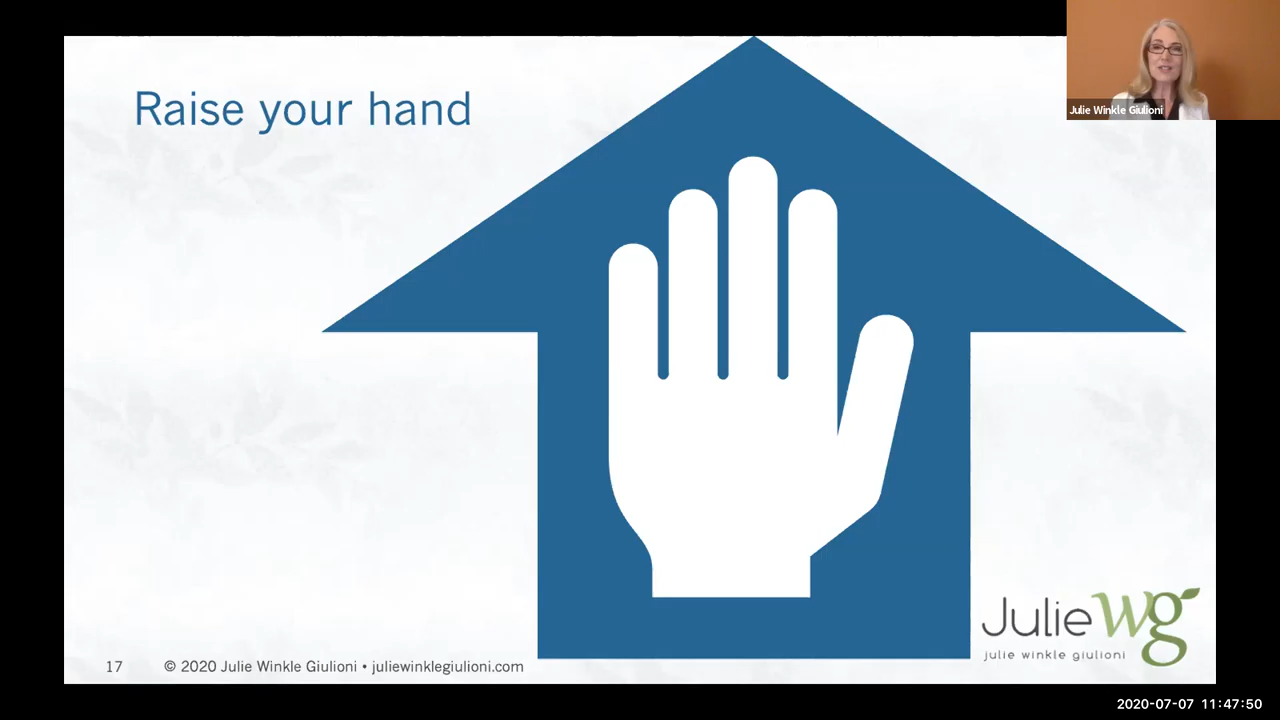 Raise your hand
Julie Winkle Giulioni
Julie wg
julie winkle giulioni
17 © 2020 Julie Winkle Giulioni • juliewinklegiulioni.com
2020-07-07 11:47:50